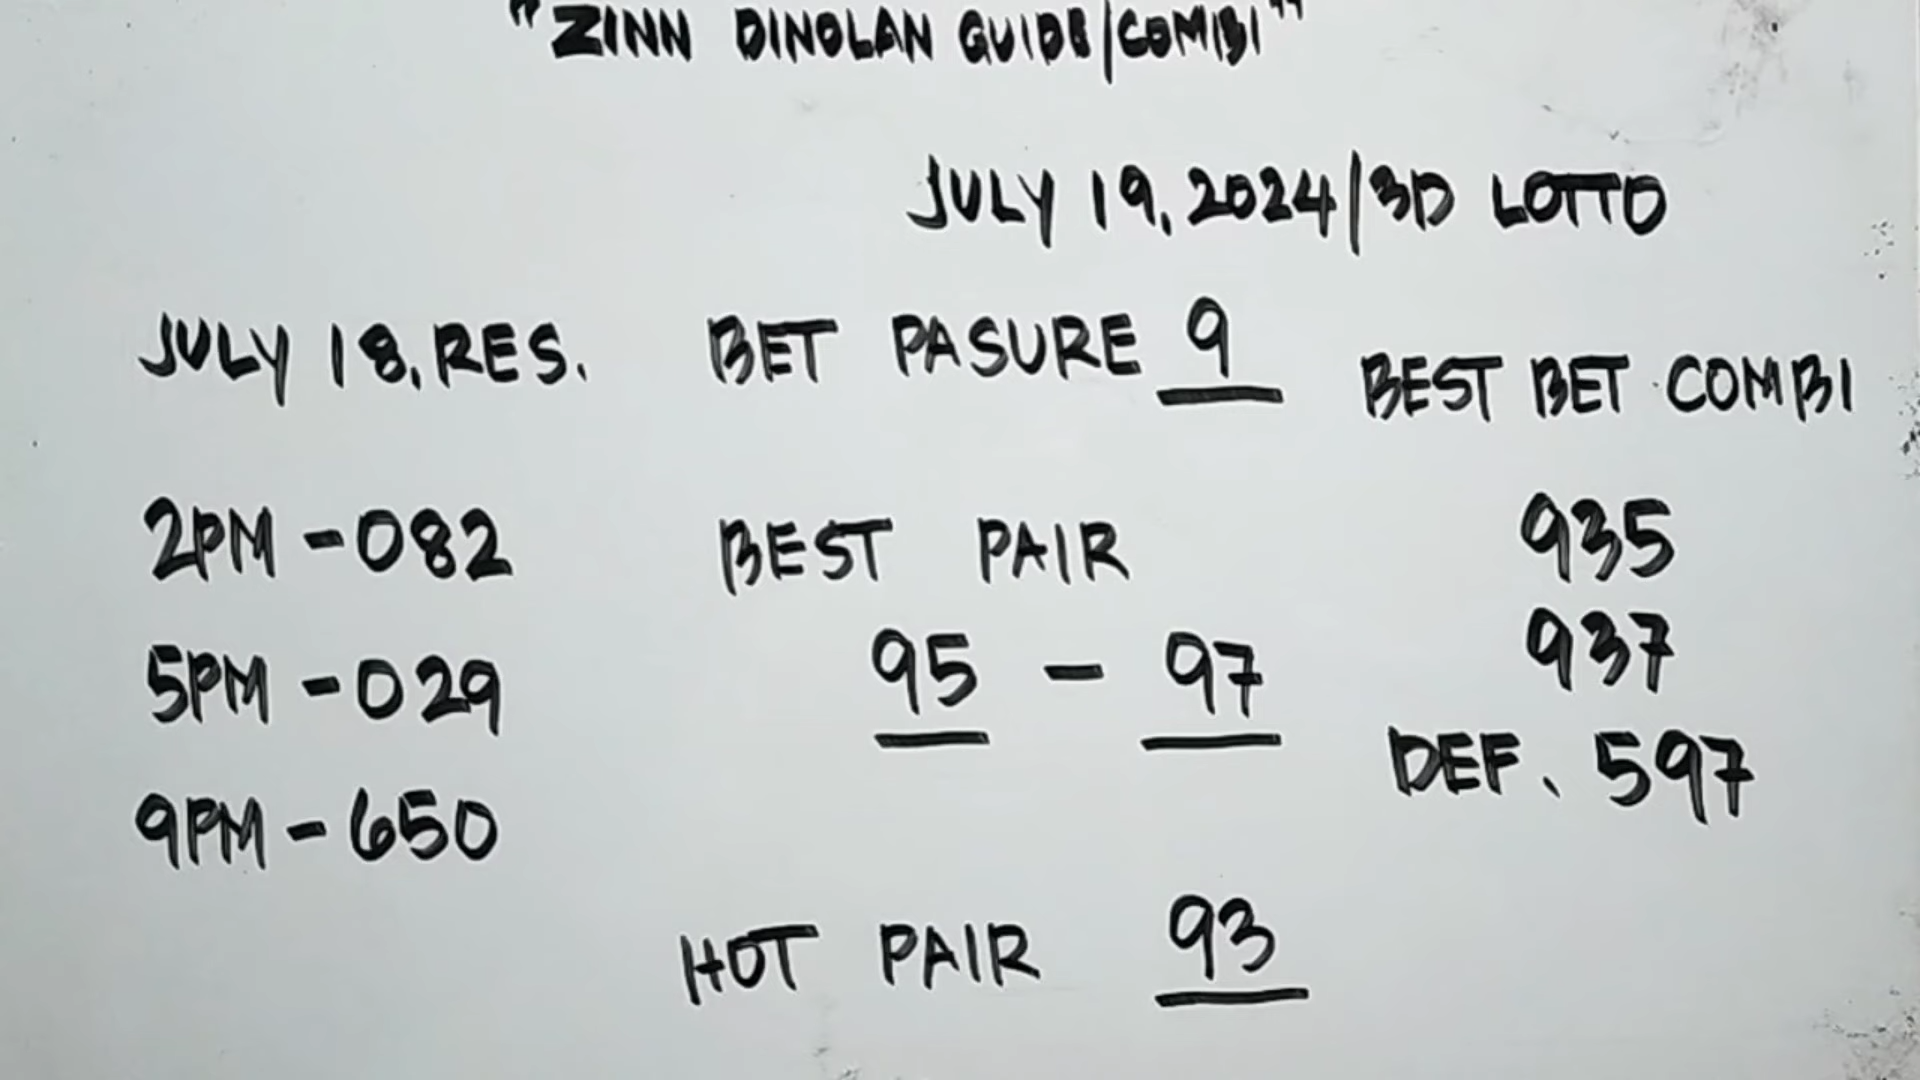 "ZINN DINOLAN GUIDE/COMBI"
JULY 19, 2024/3D LOTTO
JULY 18, RES.
2PM - 082
5PM - 029
9PM - 650
BET PASURE 9
BEST PAIR
95 - 97
HOT PAIR 93
BEST BET COMBI
935
937
DEF. 597